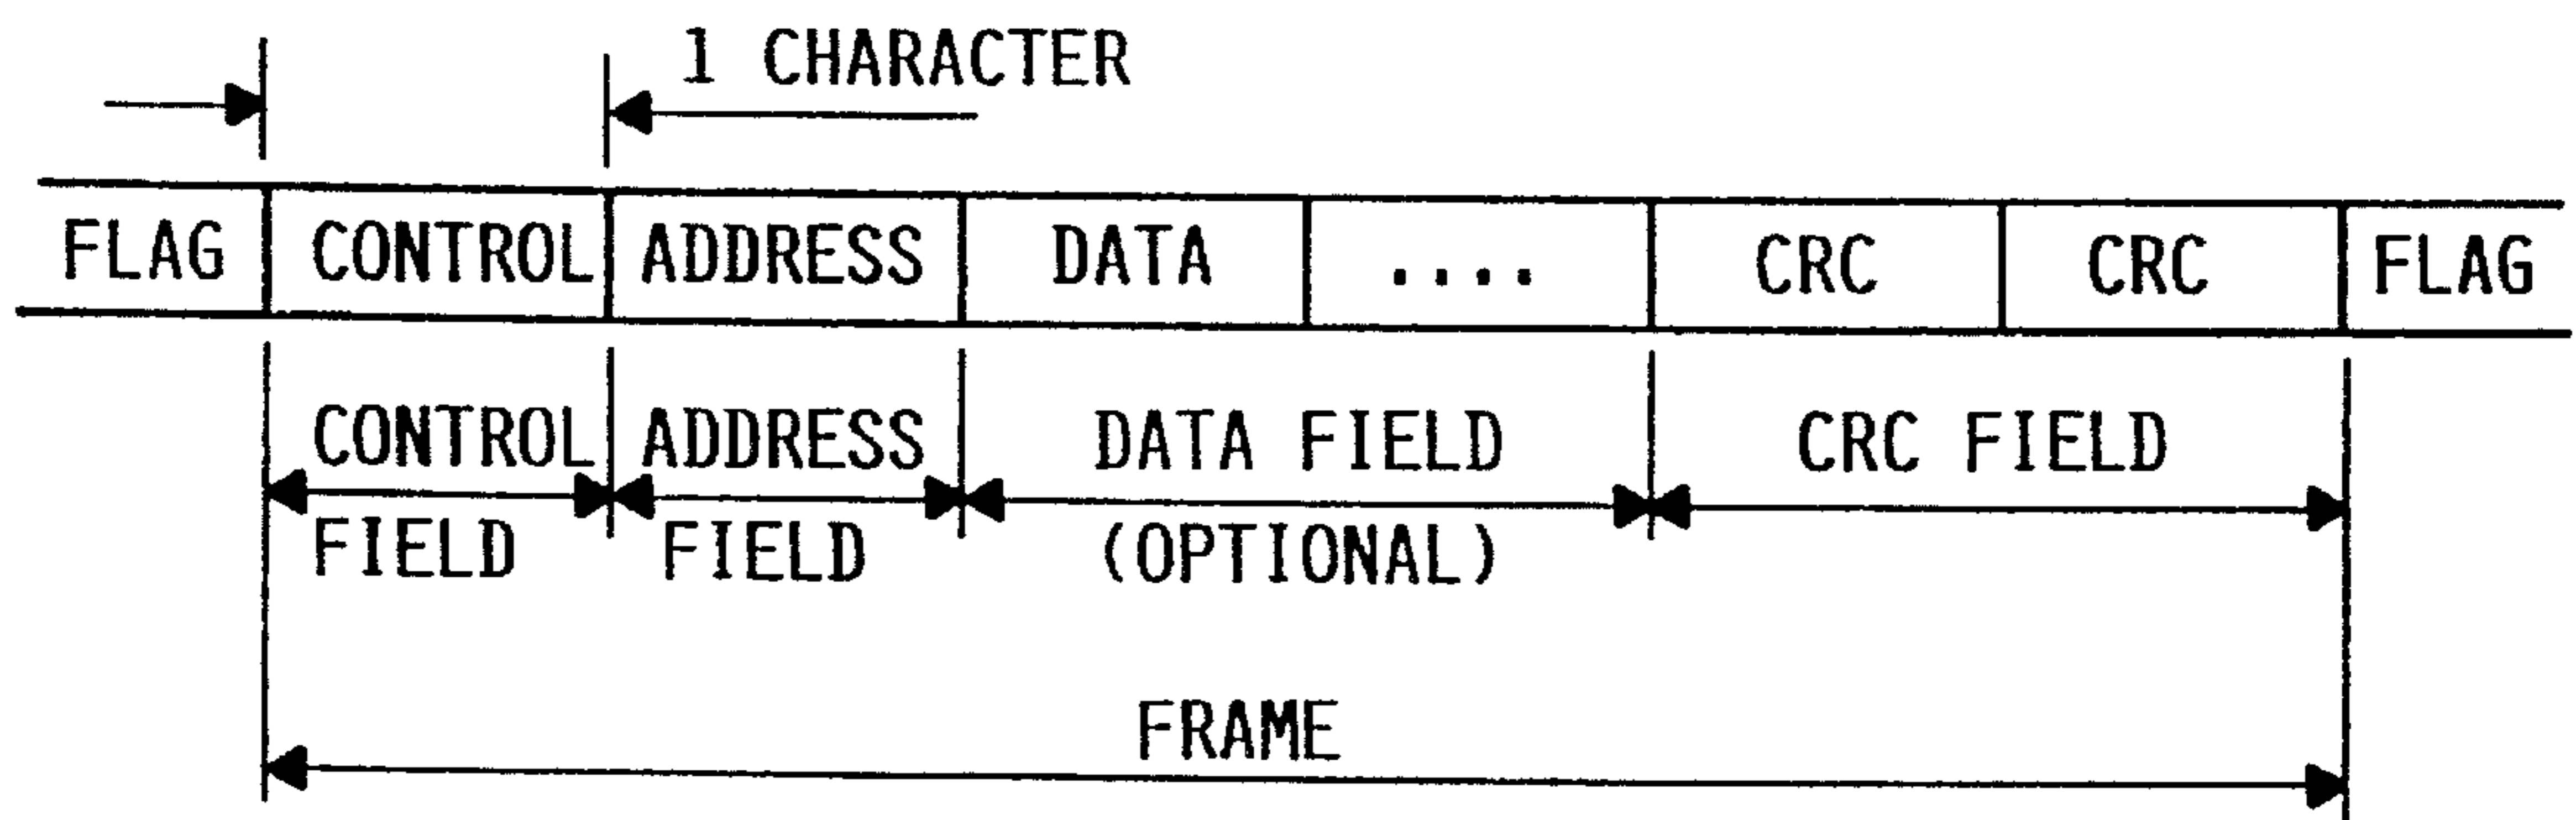 1 CHARACTER
FLAG CONTROL ADDRESS DATA .... CRC CRC FLAG
CONTROL ADDRESS DATA FIELD CRC FIELD
FIELD FIELD (OPTIONAL)
FRAME